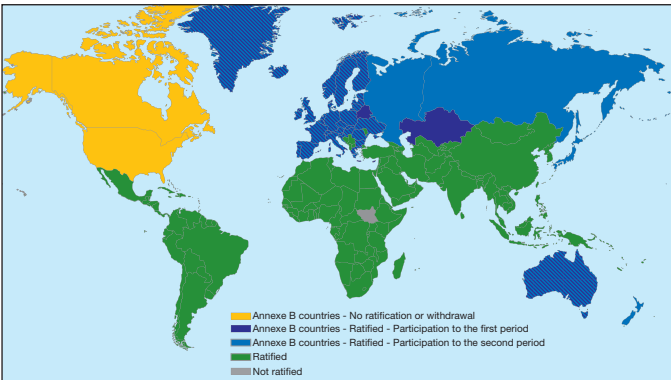 Annexe B countries - No ratification or withdrawal
Annexe B countries - Ratified - Participation to the first period
Annexe B countries - Ratified - Participation to the second period
Ratified
Not ratified